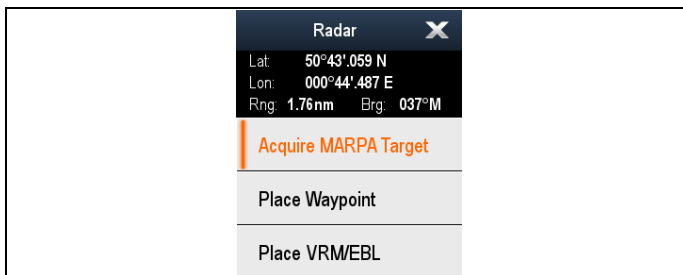 Radar X
Lat: 50°43'.059 N
Lon: 000°44'.487 E
Rng: 1.76nm Brg: 037°M
Acquire MARPA Target
Place Waypoint
Place VRM/EBL